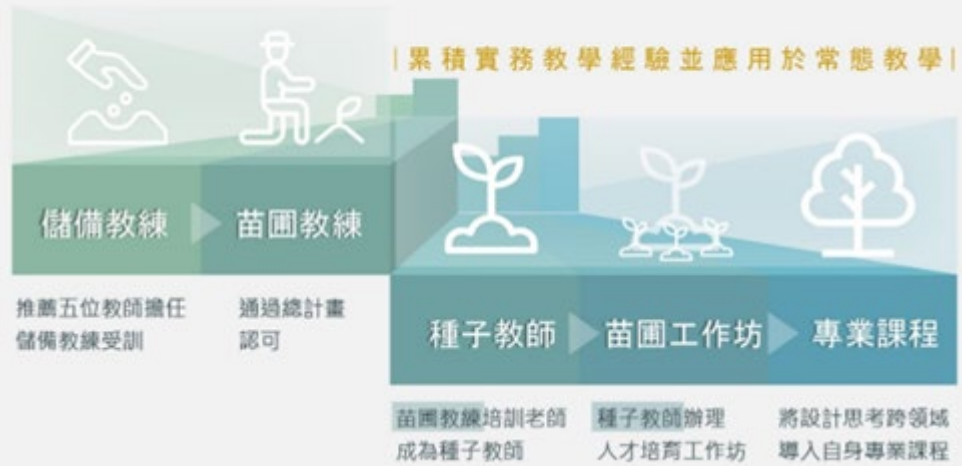 |累積實務教學經驗並應用於常態教學|
儲備教練
苗圃教練
推薦五位教師擔任
儲備教練受訓
通過總計畫
認可
種子教師
苗圃工作坊
專業課程
苗圃教練培訓老師
成為種子教師
種子教師辦理
人才培育工作坊
將設計思考跨領域
導入自身專業課程